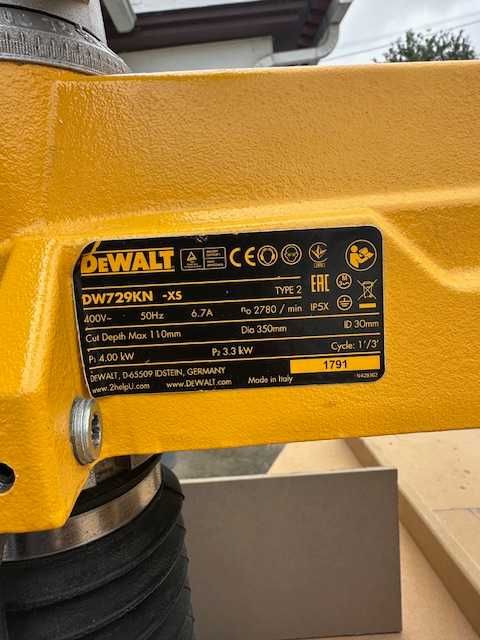 DEWALT
DW729KN -XS TYPE 2
400V~ 50Hz 6.7A n₀ 2780 / min IP5X
Cut Depth Max 110mm Dia 350mm ID 30mm
P₁ 4.00 kW P₂ 3.3 kW Cycle: 1'/3'
1791
DEWALT, D-65509 IDSTEIN, GERMANY
www.2helpU.com www.DEWALT.com Made in Italy
CE
EAC
M